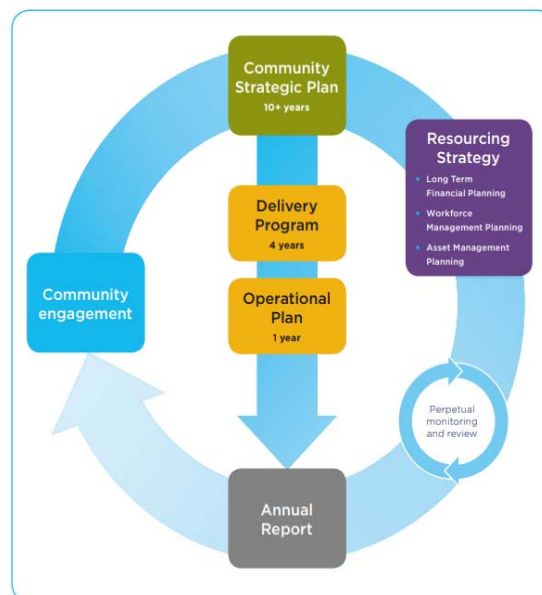 Community
Strategic Plan
10+ years
Resourcing
Strategy
• Long Term
Financial Planning
• Workforce
Management Planning
• Asset Management
Planning
Delivery
Program
4 years
Community
engagement
Operational
Plan
1 year
Perpetual
monitoring
and review
Annual
Report